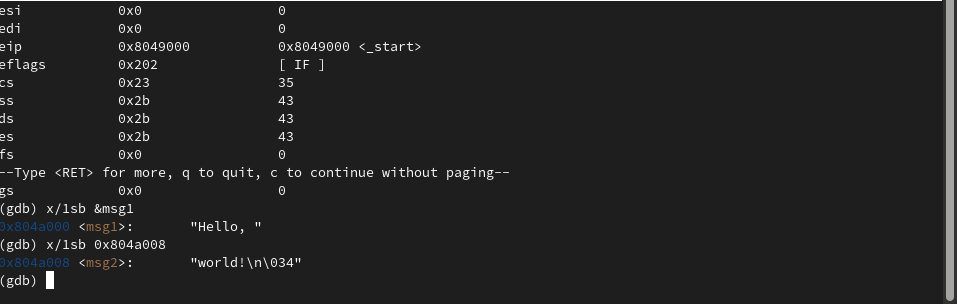 esi 0x0 0
edi 0x0 0
eip 0x8049000 0x8049000 <_start>
eflags 0x202 [ IF ]
cs 0x23 35
ss 0x2b 43
ds 0x2b 43
es 0x2b 43
fs 0x0 0
--Type <RET> for more, q to quit, c to continue without paging--
gs 0x0 0
(gdb) x/1sb &msg1
0x804a000 <msg1>: "Hello, "
(gdb) x/1sb 0x804a008
0x804a008 <msg2>: "world!\n\034"
(gdb)